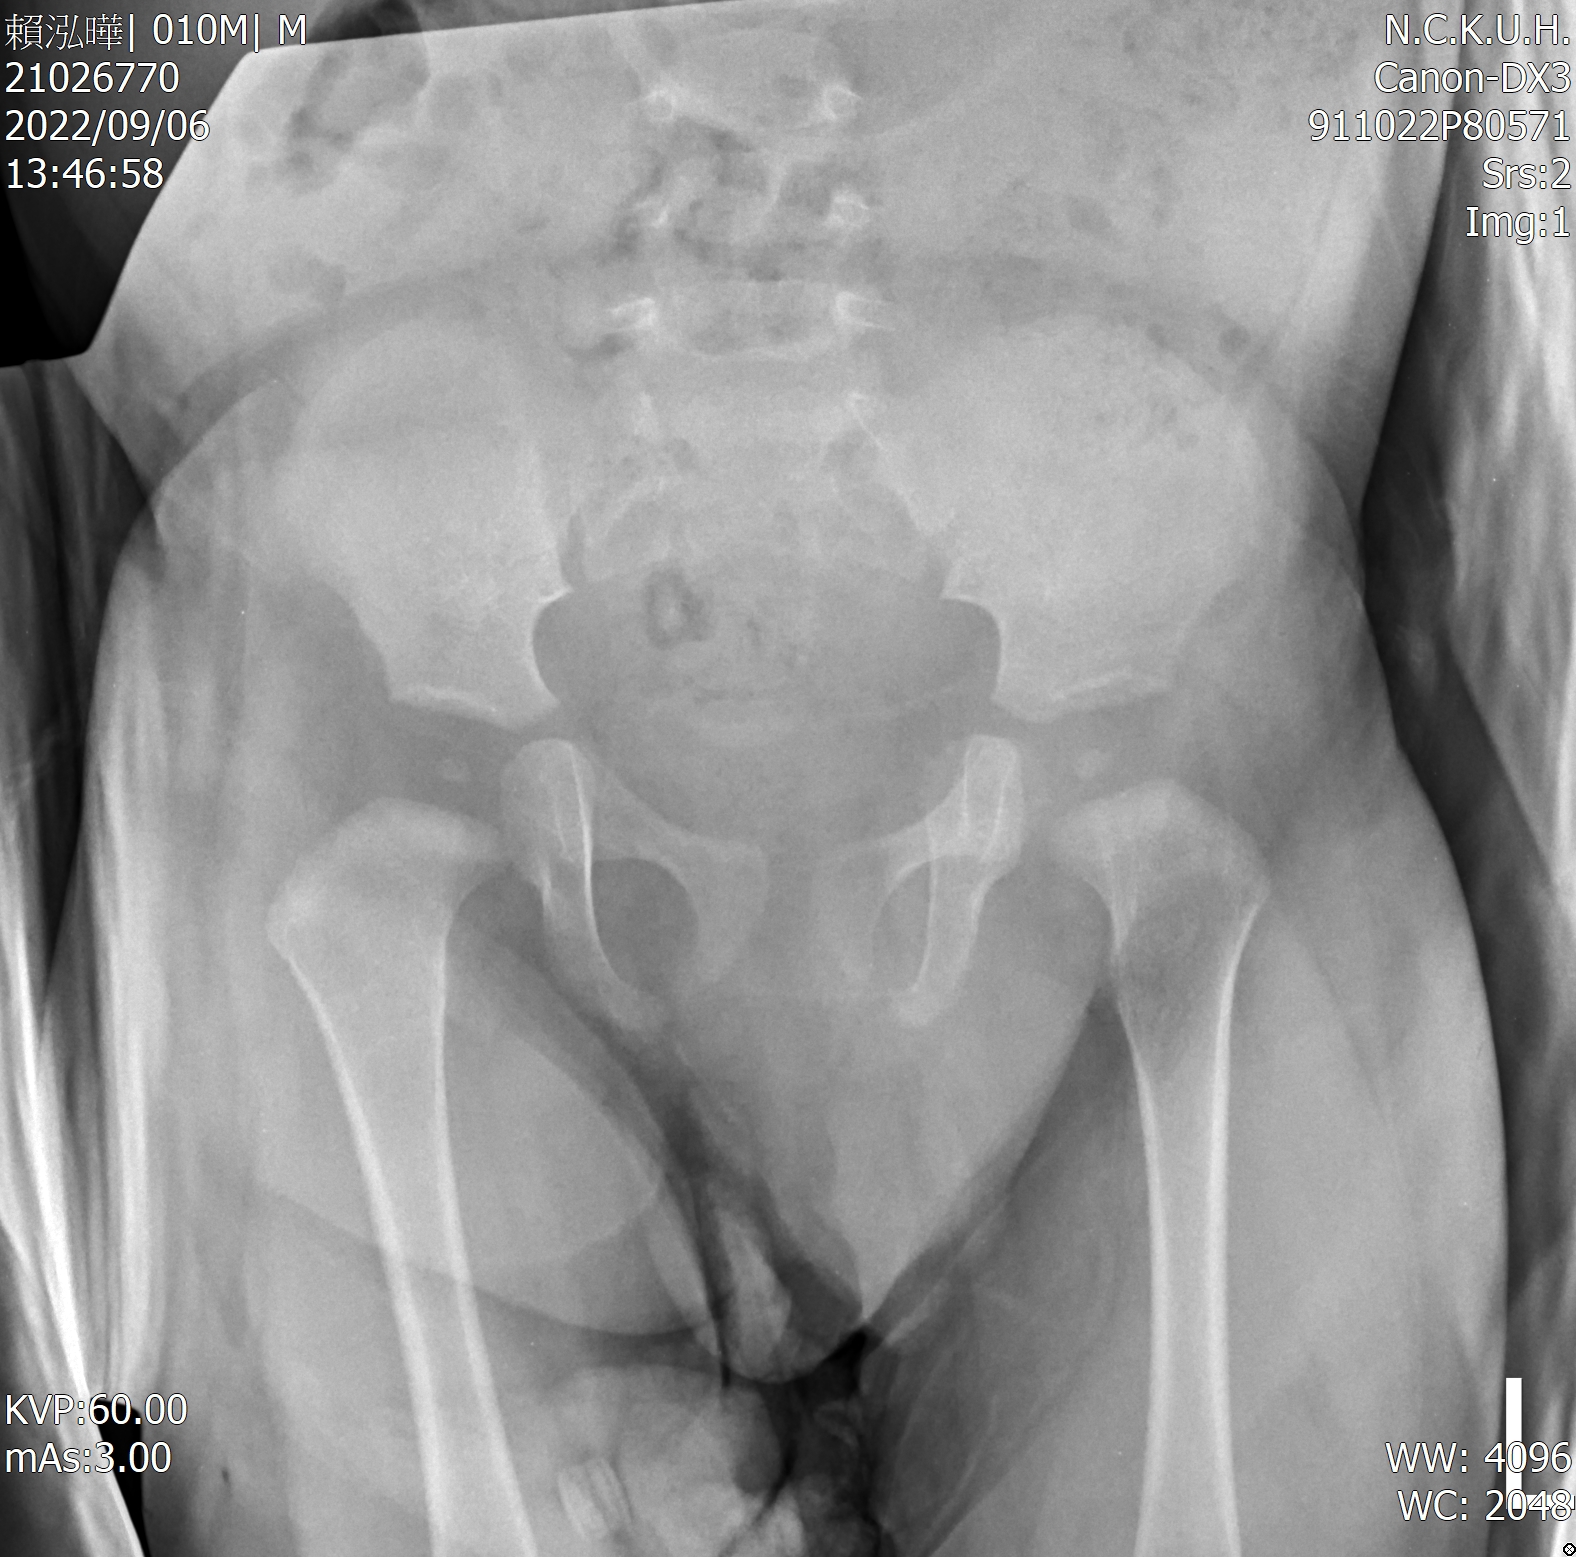 賴泓曄| 010M| M
21026770
2022/09/06
13:46:58
N.C.K.U.H.
Canon-DX3
911022P80571
Srs:2
Img:1
KVP:60.00
mAs:3.00
L
WW: 4096
WC: 2048